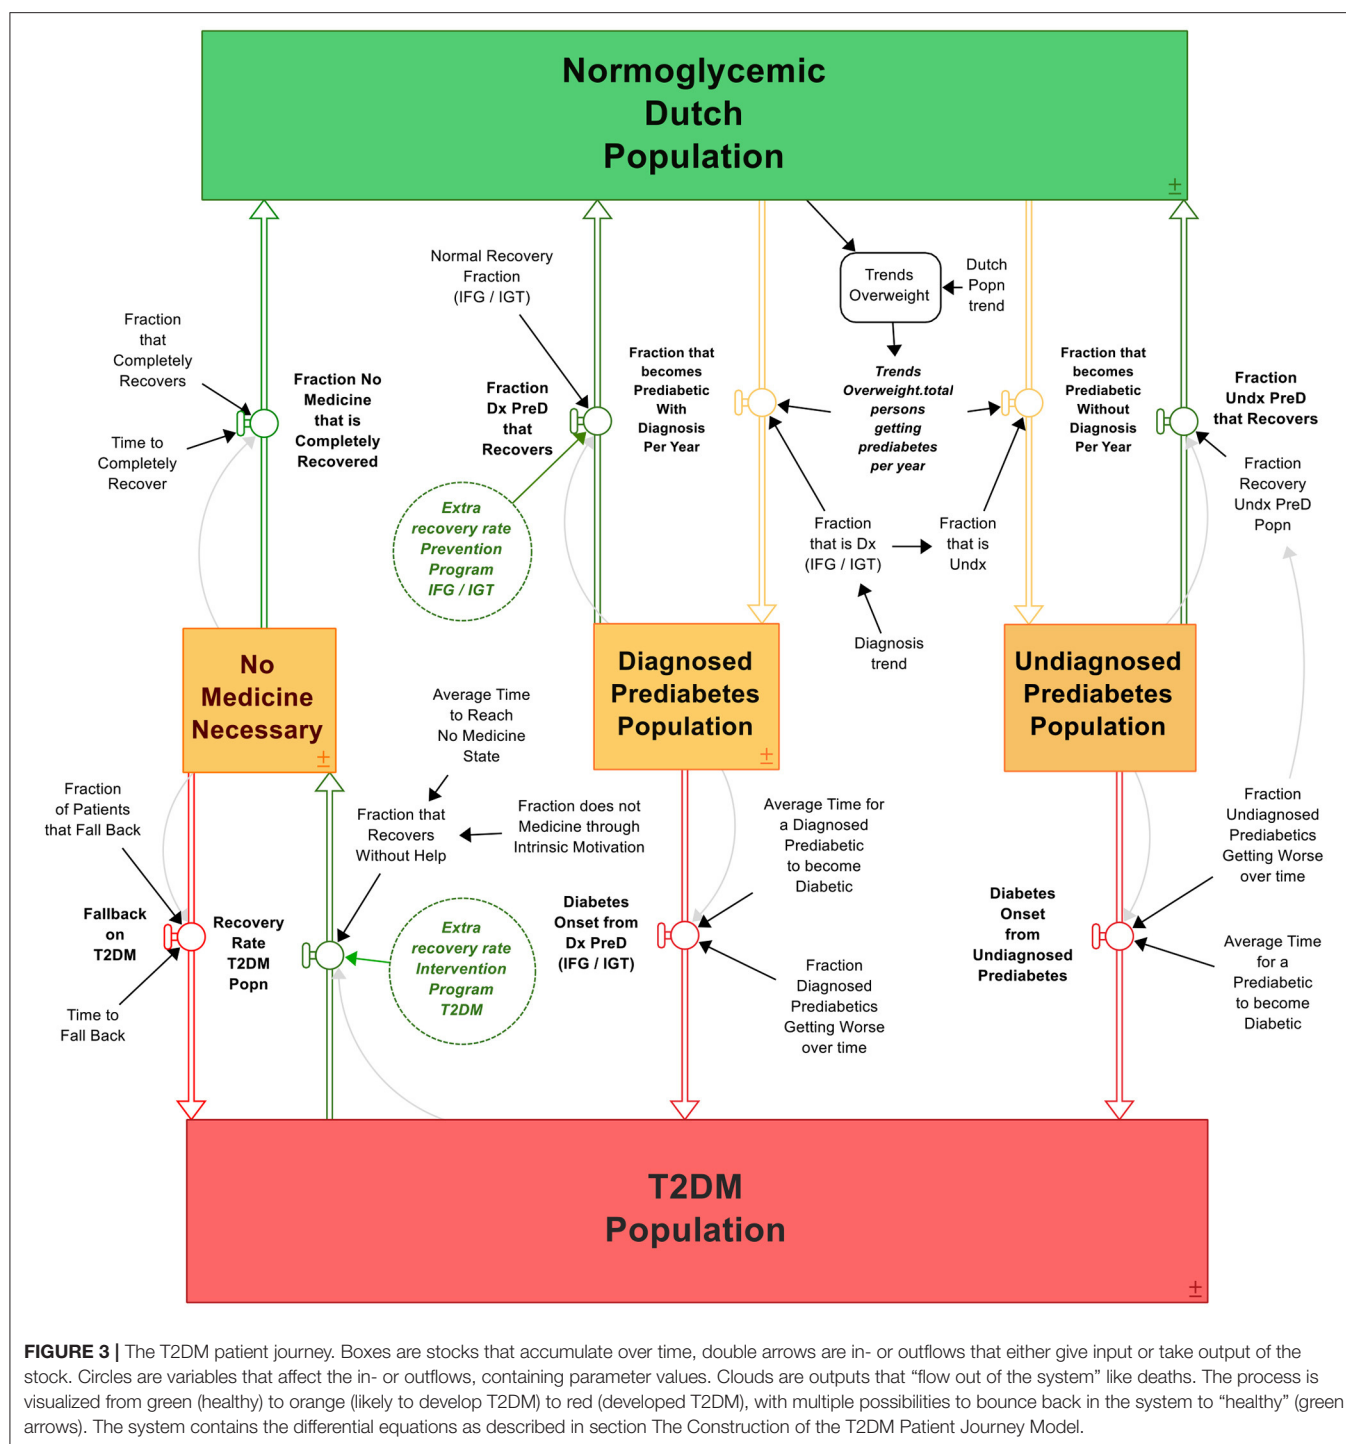 Normoglycemic
Dutch
Population
±
Normal Recovery
Fraction
(IFG / IGT)
Trends
Overweight
Dutch
Popn
trend
Fraction
that
Completely
Recovers
Time to
Completely
Recover
Fraction No
Medicine
that is
Completely
Recovered
Fraction
Dx PreD
that
Recovers
Fraction that
becomes
Prediabetic
With
Diagnosis
Per Year
Trends
Overweight.total
persons
getting
prediabetes
per year
Fraction that
becomes
Prediabetic
Without
Diagnosis
Per Year
Fraction
Undx PreD
that Recovers
Fraction
Recovery
Undx PreD
Popn
Extra
recovery rate
Prevention
Program
IFG / IGT
Fraction
that is Dx
(IFG / IGT)
Fraction
that is
Undx
Diagnosis
trend
No
Medicine
Necessary
±
Diagnosed
Prediabetes
Population
±
Undiagnosed
Prediabetes
Population
Average Time
to Reach
No Medicine
State
Fraction
of Patients
that Fall Back
Fraction that
Recovers
Without Help
Fraction does not
Medicine through
Intrinsic Motivation
Average Time for
a Diagnosed
Prediabetic
to become
Diabetic
Fraction
Undiagnosed
Prediabetics
Getting Worse
over time
Fallback
on
T2DM
Recovery
Rate
T2DM
Popn
Extra
recovery rate
Intervention
Program
T2DM
Diabetes
Onset from
Dx PreD
(IFG / IGT)
Diabetes
Onset
from
Undiagnosed
Prediabetes
Time to
Fall Back
Fraction
Diagnosed
Prediabetics
Getting Worse
over time
Average Time
for a
Prediabetic
to become
Diabetic
T2DM
Population
±
FIGURE 3 | The T2DM patient journey. Boxes are stocks that accumulate over time, double arrows are in- or outflows that either give input or take output of the
stock. Circles are variables that affect the in- or outflows, containing parameter values. Clouds are outputs that “flow out of the system” like deaths. The process is
visualized from green (healthy) to orange (likely to develop T2DM) to red (developed T2DM), with multiple possibilities to bounce back in the system to “healthy” (green
arrows). The system contains the differential equations as described in section The Construction of the T2DM Patient Journey Model.